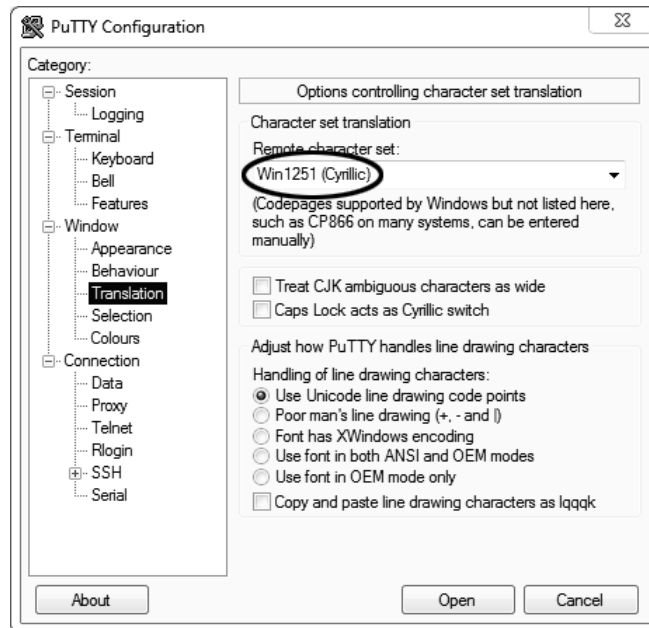 PuTTY Configuration
Category:
Session
Logging
Terminal
Keyboard
Bell
Features
Window
Appearance
Behaviour
Translation
Selection
Colours
Connection
Data
Proxy
Telnet
Rlogin
SSH
Serial
Options controlling character set translation
Character set translation
Remote character set:
Win1251 (Cyrillic)
(Codepages supported by Windows but not listed here,
such as CP866 on many systems, can be entered
manually)
Treat CJK ambiguous characters as wide
Caps Lock acts as Cyrillic switch
Adjust how PuTTY handles line drawing characters
Handling of line drawing characters:
Use Unicode line drawing code points
Poor man's line drawing (+, - and |)
Font has XWindows encoding
Use font in both ANSI and OEM modes
Use font in OEM mode only
Copy and paste line drawing characters as lqqqk
About
Open
Cancel